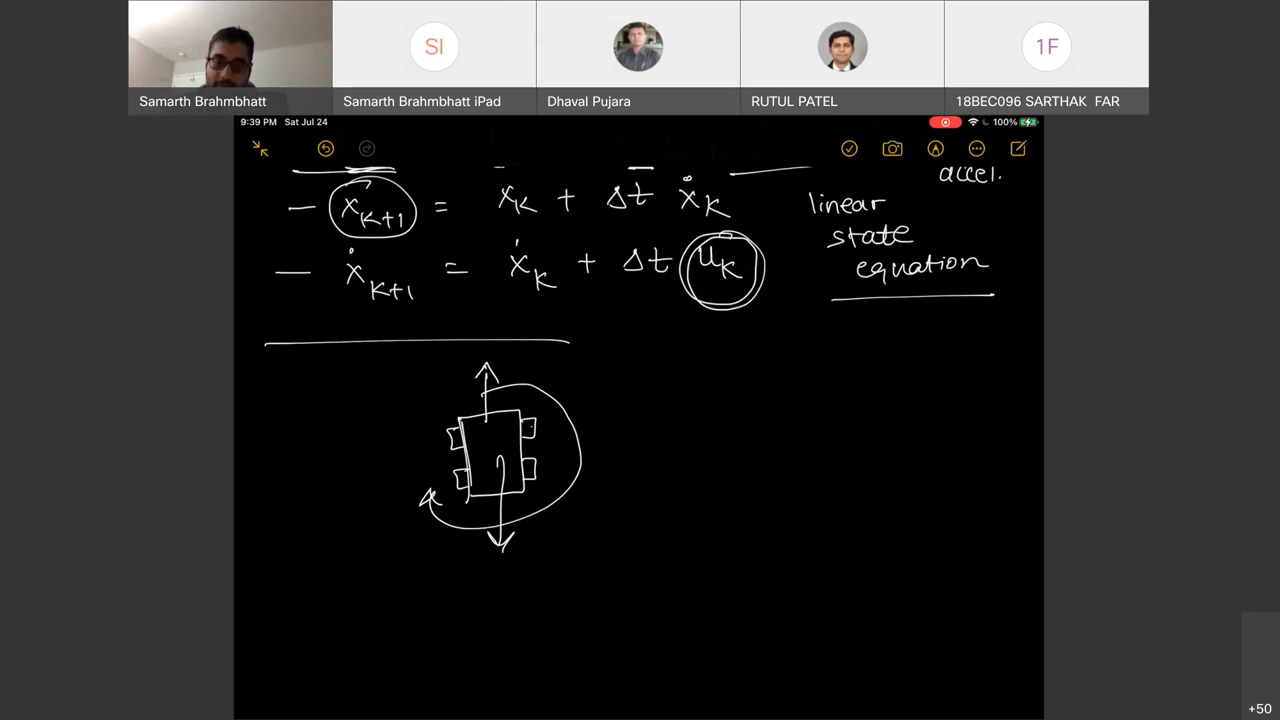 SI
1F
Samarth Brahmbhatt
Samarth Brahmbhatt iPad
Dhaval Pujara
RUTUL PATEL
18BEC096 SARTHAK FAR
9:39 PM Sat Jul 24
100%
accel.
— x_{K+1} = x_K + Δt ẋ_K
linear
state
equation
— ẋ_{K+1} = ẋ_K + Δt u_K
+50